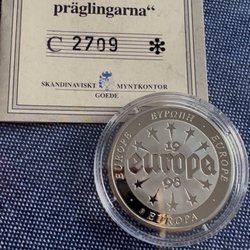 präglingarna"
C 2709 ✻
SKANDINAVISKT MYNTKONTOR
GOEDE
EUROPE · ΕΥΡΩΠΗ · EUROPE
19
europa
98
EUROPA